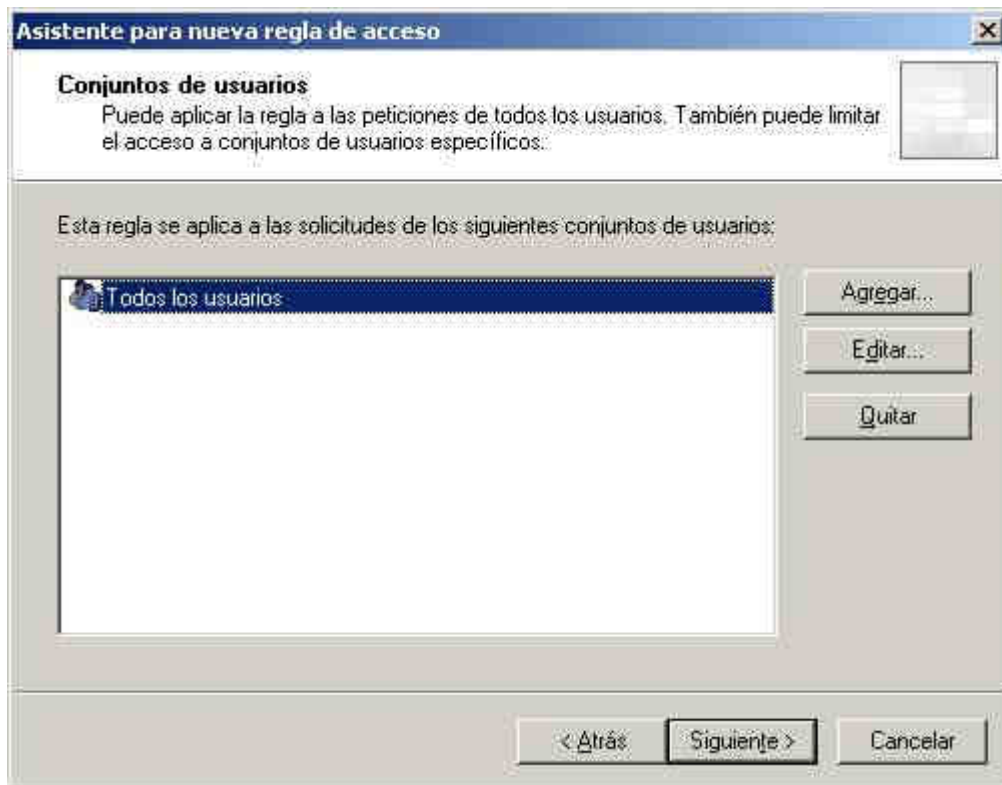 Asistente para nueva regla de acceso
Conjuntos de usuarios
Puede aplicar la regla a las peticiones de todos los usuarios. También puede limitar
el acceso a conjuntos de usuarios específicos.
Esta regla se aplica a las solicitudes de los siguientes conjuntos de usuarios:
Todos los usuarios
Agregar...
Editar...
Quitar
< Atrás
Siguiente >
Cancelar